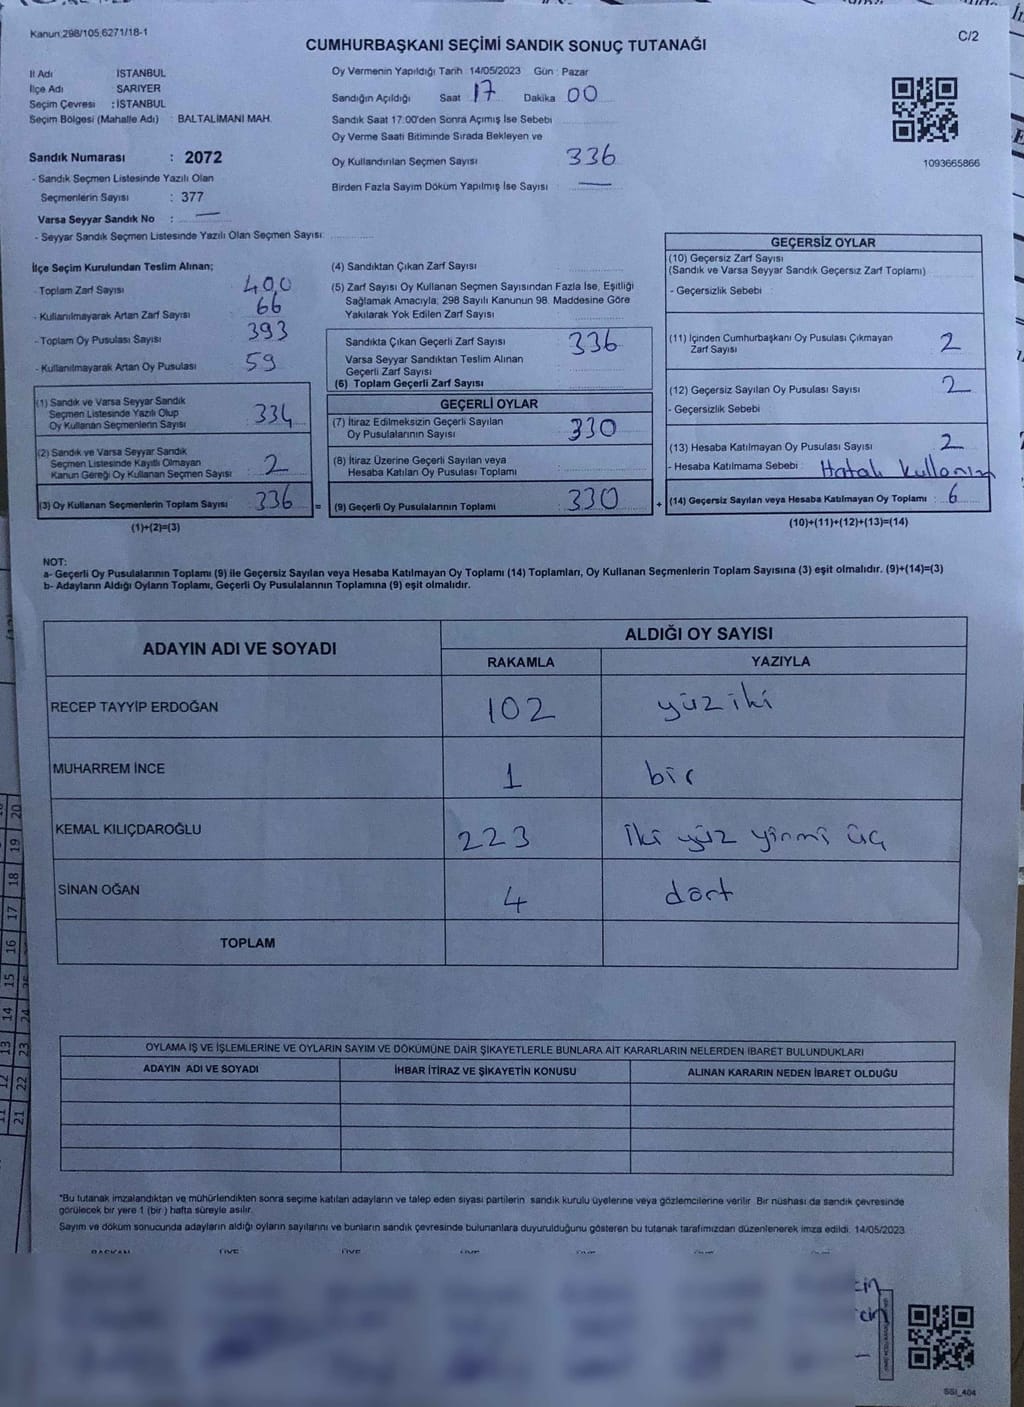 Kanun;298/105,6271/18-1
C/2
CUMHURBAŞKANI SEÇİMİ SANDIK SONUÇ TUTANAĞI
İl Adı İSTANBUL
İlçe Adı SARIYER
Seçim Çevresi : İSTANBUL
Seçim Bölgesi (Mahalle Adı) : BALTALİMANI MAH.
Sandık Numarası : 2072
- Sandık Seçmen Listesinde Yazılı Olan
Seçmenlerin Sayısı : 377
Varsa Seyyar Sandık No : —
- Seyyar Sandık Seçmen Listesinde Yazılı Olan Seçmen Sayısı:
Oy Vermenin Yapıldığı Tarih : 14/05/2023 Gün : Pazar
Sandığın Açıldığı Saat 17 Dakika 00
Sandık Saat 17:00'den Sonra Açımış İse Sebebi
Oy Verme Saati Bitiminde Sırada Bekleyen ve
Oy Kullandırılan Seçmen Sayısı 336
Birden Fazla Sayım Döküm Yapılmış İse Sayısı : —
1093665866
İlçe Seçim Kurulundan Teslim Alınan;
- Toplam Zarf Sayısı 400
- Kullanılmayarak Artan Zarf Sayısı 66
- Toplam Oy Pusulası Sayısı 393
- Kullanılmayarak Artan Oy Pusulası 59
(1) Sandık ve Varsa Seyyar Sandık
Seçmen Listesinde Yazılı Olup
Oy Kullanan Seçmenlerin Sayısı 334
(2) Sandık ve Varsa Seyyar Sandık
Seçmen Listesinde Kayıtlı Olmayan
Kanun Gereği Oy Kullanan Seçmen Sayısı 2
(3) Oy Kullanan Seçmenlerin Toplam Sayısı 336 =
(1)+(2)=(3)
(4) Sandıktan Çıkan Zarf Sayısı
(5) Zarf Sayısı Oy Kullanan Seçmen Sayısından Fazla İse, Eşitliği
Sağlamak Amacıyla; 298 Sayılı Kanunun 98. Maddesine Göre
Yakılarak Yok Edilen Zarf Sayısı
Sandıkta Çıkan Geçerli Zarf Sayısı 336
Varsa Seyyar Sandıktan Teslim Alınan
Geçerli Zarf Sayısı
(6) Toplam Geçerli Zarf Sayısı
GEÇERLİ OYLAR
(7) İtiraz Edilmeksizin Geçerli Sayılan
Oy Pusulalarının Sayısı 330
(8) İtiraz Üzerine Geçerli Sayılan veya
Hesaba Katılan Oy Pusulası Toplamı
(9) Geçerli Oy Pusulalarının Toplamı : 330 +
GEÇERSİZ OYLAR
(10) Geçersiz Zarf Sayısı
(Sandık ve Varsa Seyyar Sandık Geçersiz Zarf Toplamı)
- Geçersizlik Sebebi :
(11) İçinden Cumhurbaşkanı Oy Pusulası Çıkmayan
Zarf Sayısı 2
(12) Geçersiz Sayılan Oy Pusulası Sayısı 2
- Geçersizlik Sebebi
(13) Hesaba Katılmayan Oy Pusulası Sayısı 2
- Hesaba Katılmama Sebebi : Hatalı kullanım
(14) Geçersiz Sayılan veya Hesaba Katılmayan Oy Toplamı : 6
(10)+(11)+(12)+(13)=(14)
NOT:
a- Geçerli Oy Pusulalarının Toplamı (9) ile Geçersiz Sayılan veya Hesaba Katılmayan Oy Toplamı (14) Toplamları, Oy Kullanan Seçmenlerin Toplam Sayısına (3) eşit olmalıdır. (9)+(14)=(3)
b- Adayların Aldığı Oyların Toplamı, Geçerli Oy Pusulalarının Toplamına (9) eşit olmalıdır.
ADAYIN ADI VE SOYADI ALDIĞI OY SAYISI
RAKAMLA YAZIYLA
RECEP TAYYİP ERDOĞAN 102 yüz iki
MUHARREM İNCE 1 bir
KEMAL KILIÇDAROĞLU 223 iki yüz yirmi üç
SİNAN OĞAN 4 dört
TOPLAM
OYLAMA İŞ VE İŞLEMLERİNE VE OYLARIN SAYIM VE DÖKÜMÜNE DAİR ŞİKAYETLERLE BUNLARA AİT KARARLARIN NELERDEN İBARET BULUNDUKLARI
ADAYIN ADI VE SOYADI İHBAR İTİRAZ VE ŞİKAYETİN KONUSU ALINAN KARARIN NEDEN İBARET OLDUĞU
*Bu tutanak imzalandıktan ve mühürlendikten sonra seçime katılan adayların ve talep eden siyasi partilerin sandık kurulu üyelerine veya gözlemcilerine verilir. Bir nüshası da sandık çevresinde
görülecek bir yere 1 (bir) hafta süreyle asılır.
Sayım ve döküm sonucunda adayların aldığı oyların sayılarını ve bunların sandık çevresinde bulunanlara duyurulduğunu gösteren bu tutanak tarafımızdan düzenlenerek imza edildi. 14/05/2023
BAŞKAN ÜYE ÜYE ÜYE ÜYE ÜYE ÜYE
SSI_404